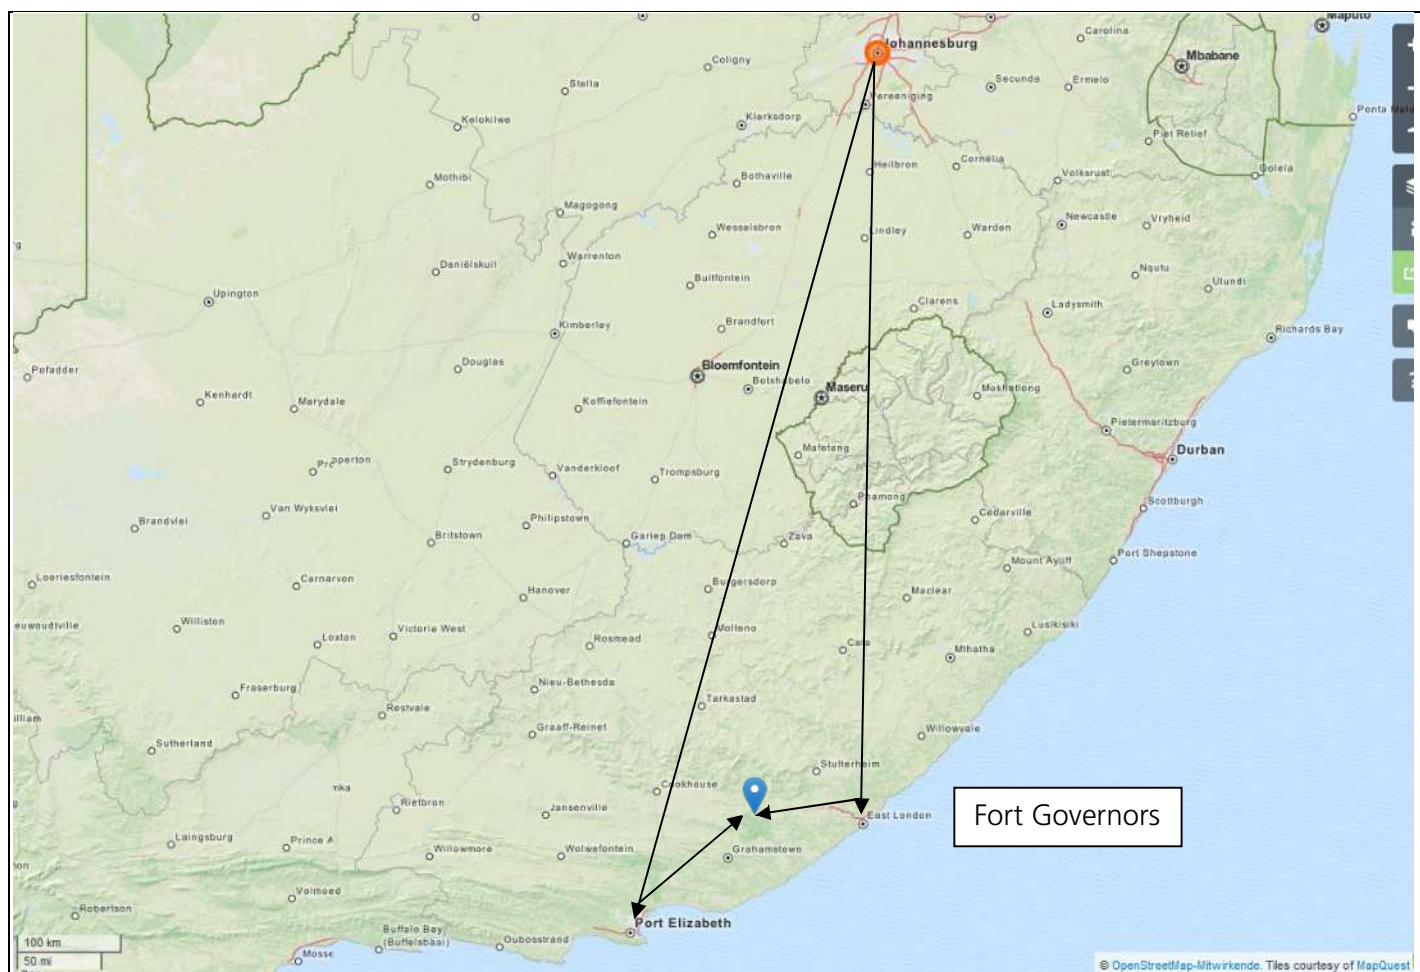 Maputo
Johannesburg
Carolina
Mbabane
Coligny
Stella
Secunda
Ermelo
Vereeniging
Ponta
Klerksdorp
Kelokilwe
Piet Retief
Heilbron
Cornelia
Volksrust
Golela
Mothibi
Bothaville
Magogong
Newcastle
Vryheid
Wesselsbron
Lindley
Warden
Warrenton
Daniëlskuil
Nqutu
Bultfontein
Ulundi
Upington
Clarens
Ladysmith
Kimberley
Brandfort
Richards Bay
Pofadder
Douglas
Bloemfontein
Greytown
Botshabelo
Maseru
Mokhotlong
Kenhardt
Marydale
Koffiefontein
Pietermaritzburg
Mafeteng
Durban
Strydenburg
Vanderkloof
Trompsburg
Phamong
Scottburgh
Van Wyksvlei
Cedarville
Brandvlei
Philipstown
Britstown
Gariep Dam
Zava
Port Shepstone
Mount Ayliff
Loeriesfontein
Carnarvon
Hanover
Burgersdorp
Maclear
Williston
Victoria West
Molteno
Lusikisiki
Loxton
Rosmead
Cala
Mthatha
Fraserburg
Nieu-Bethesda
Restvale
Tarkastad
Graaff-Reinet
Willowvale
Sutherland
Stutterheim
Cookhouse
Rietbron
Jansenville
East London
Fort Governors
Laingsburg
Prince A
Willowmore
Wolwefontein
Grahamstown
Volmoed
Robertson
Port Elizabeth
Buffalo Bay
(Buffelsbaai)
Oubosstrand
100 km
Mosse
50 mi
© OpenStreetMap-Mitwirkende. Tiles courtesy of MapQuest